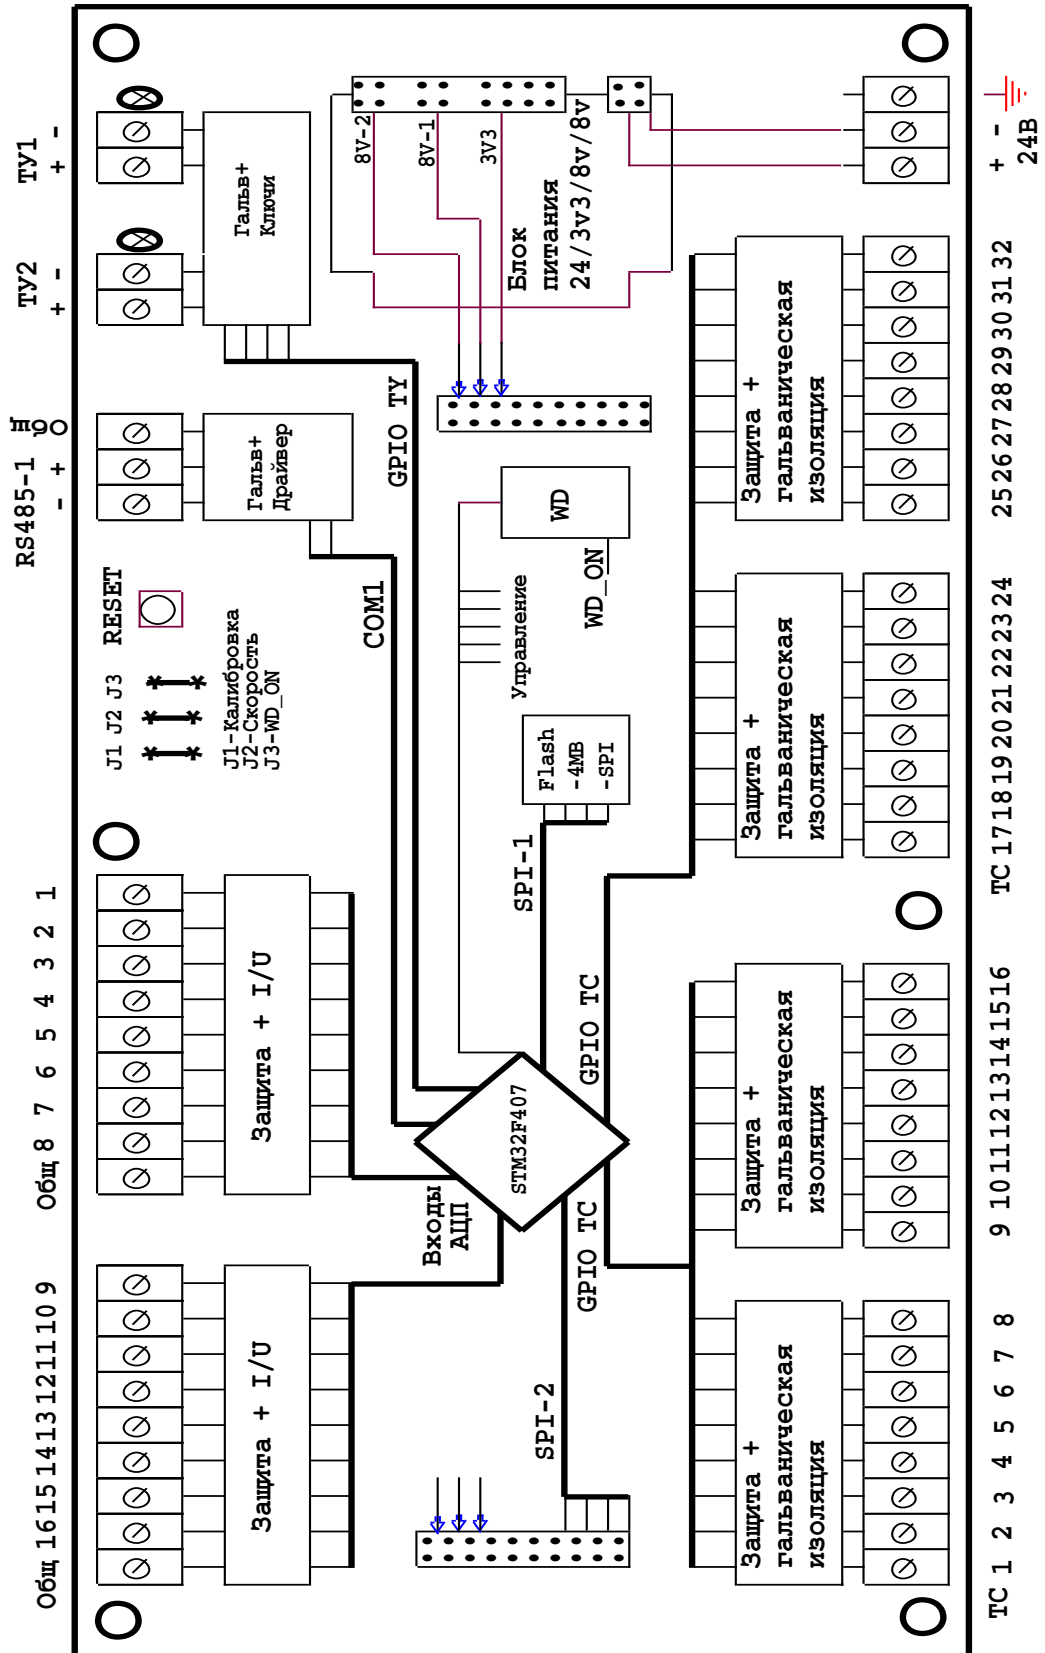 ТУ1
+ -
ТУ2
+ -
RS485-1
- + Общ
Гальв+
Ключи
Гальв+
Драйвер
GPIO ТУ
COM1
RESET
J1 J2 J3
J1-Калибровка
J2-Скорость
J3-WD_ON
8V-2
8V-1
3V3
Блок
питания
24/3v3/8v/8v
+ -
24В
WD
WD_ON
Управление
Flash
-4MB
-SPI
SPI-1
GPIO ТС
STM32F407
Входы
АЦП
GPIO ТС
SPI-2
Общ 8 7 6 5 4 3 2 1
Защита + I/U
Общ 16 15 14 13 12 11 10 9
Защита + I/U
Защита +
гальваническая
изоляция
25 26 27 28 29 30 31 32
Защита +
гальваническая
изоляция
ТС 17 18 19 20 21 22 23 24
Защита +
гальваническая
изоляция
9 10 11 12 13 14 15 16
Защита +
гальваническая
изоляция
ТС 1 2 3 4 5 6 7 8